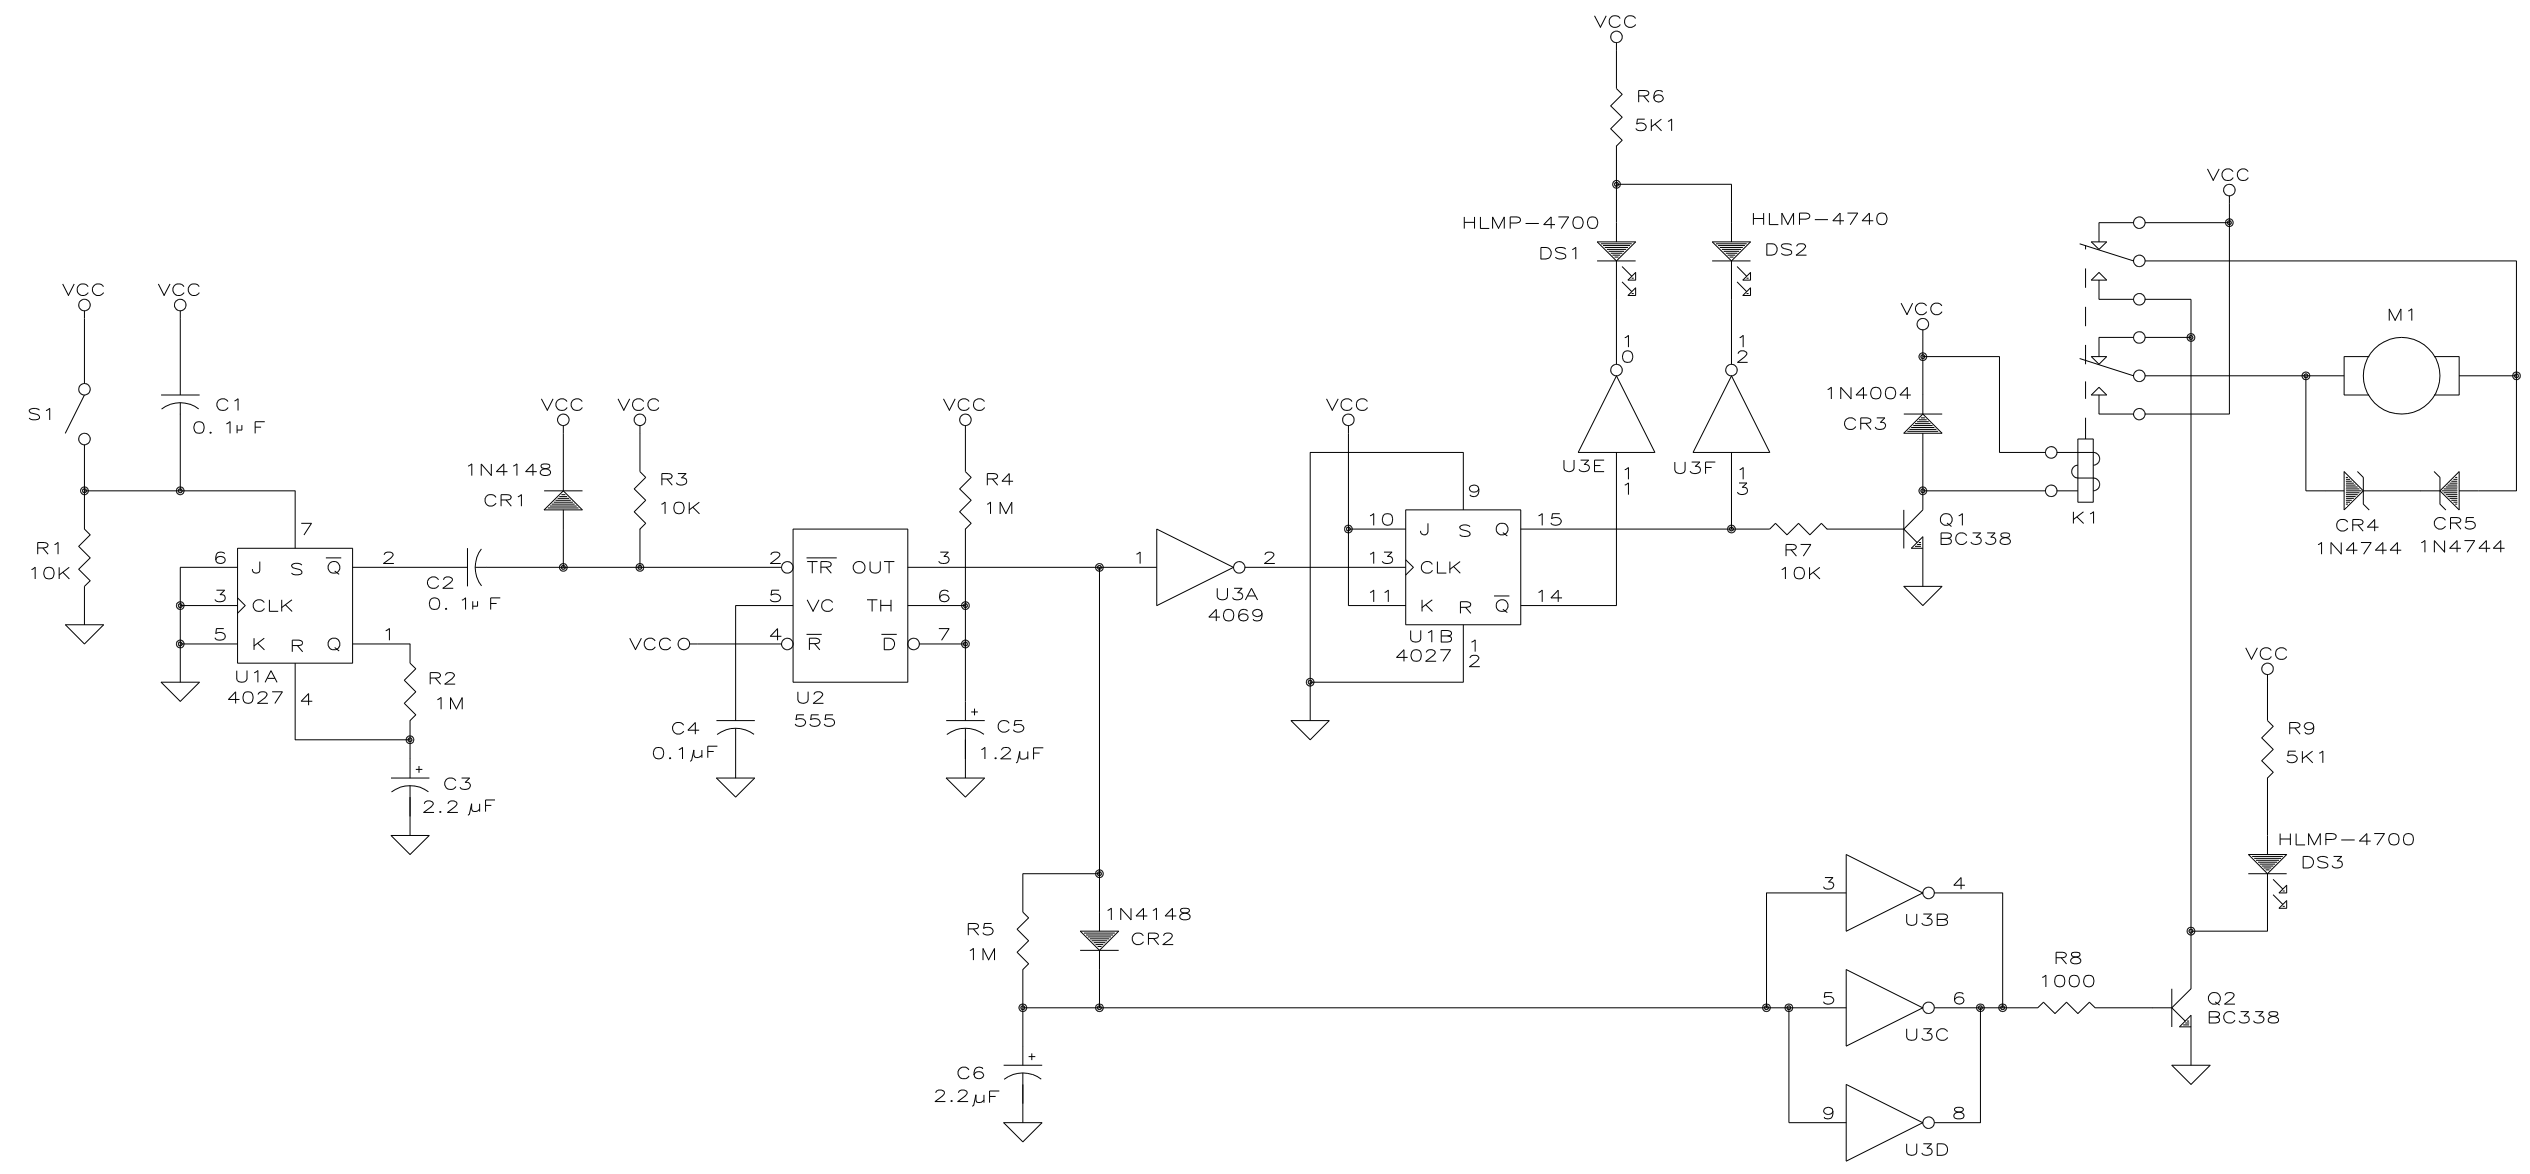 VCC
R6
5K1
HLMP-4700
DS1
HLMP-4740
DS2
VCC
VCC
VCC
S1
C1
0.1µF
R1
10K
7
6
3
5
J
S
Q
CLK
K
R
Q
2
1
U1A
4027
4
R2
1M
C3
2.2µF
+
C2
0.1µF
VCC
1N4148
CR1
VCC
R3
10K
2
5
4
VCC
TR
OUT
VC
TH
R
D
3
6
7
U2
555
C4
0.1µF
VCC
R4
1M
+
C5
1.2µF
1
2
U3A
4069
VCC
9
10
13
11
J
S
Q
CLK
K
R
Q
15
14
U1B
4027
12
10
U3E
11
12
U3F
13
R7
10K
VCC
1N4004
CR3
Q1
BC338
K1
M1
CR4
1N4744
CR5
1N4744
VCC
R9
5K1
HLMP-4700
DS3
R5
1M
1N4148
CR2
+
C6
2.2µF
3
4
U3B
5
6
U3C
9
8
U3D
R8
1000
Q2
BC338